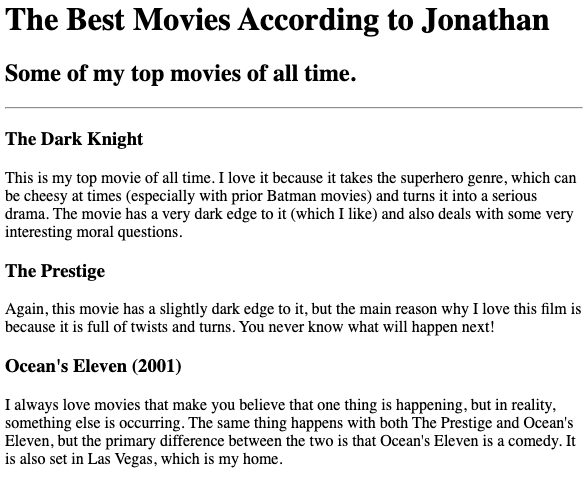 The Best Movies According to Jonathan
Some of my top movies of all time.
The Dark Knight
This is my top movie of all time. I love it because it takes the superhero genre, which can
be cheesy at times (especially with prior Batman movies) and turns it into a serious
drama. The movie has a very dark edge to it (which I like) and also deals with some very
interesting moral questions.
The Prestige
Again, this movie has a slightly dark edge to it, but the main reason why I love this film is
because it is full of twists and turns. You never know what will happen next!
Ocean's Eleven (2001)
I always love movies that make you believe that one thing is happening, but in reality,
something else is occurring. The same thing happens with both The Prestige and Ocean's
Eleven, but the primary difference between the two is that Ocean's Eleven is a comedy. It
is also set in Las Vegas, which is my home.